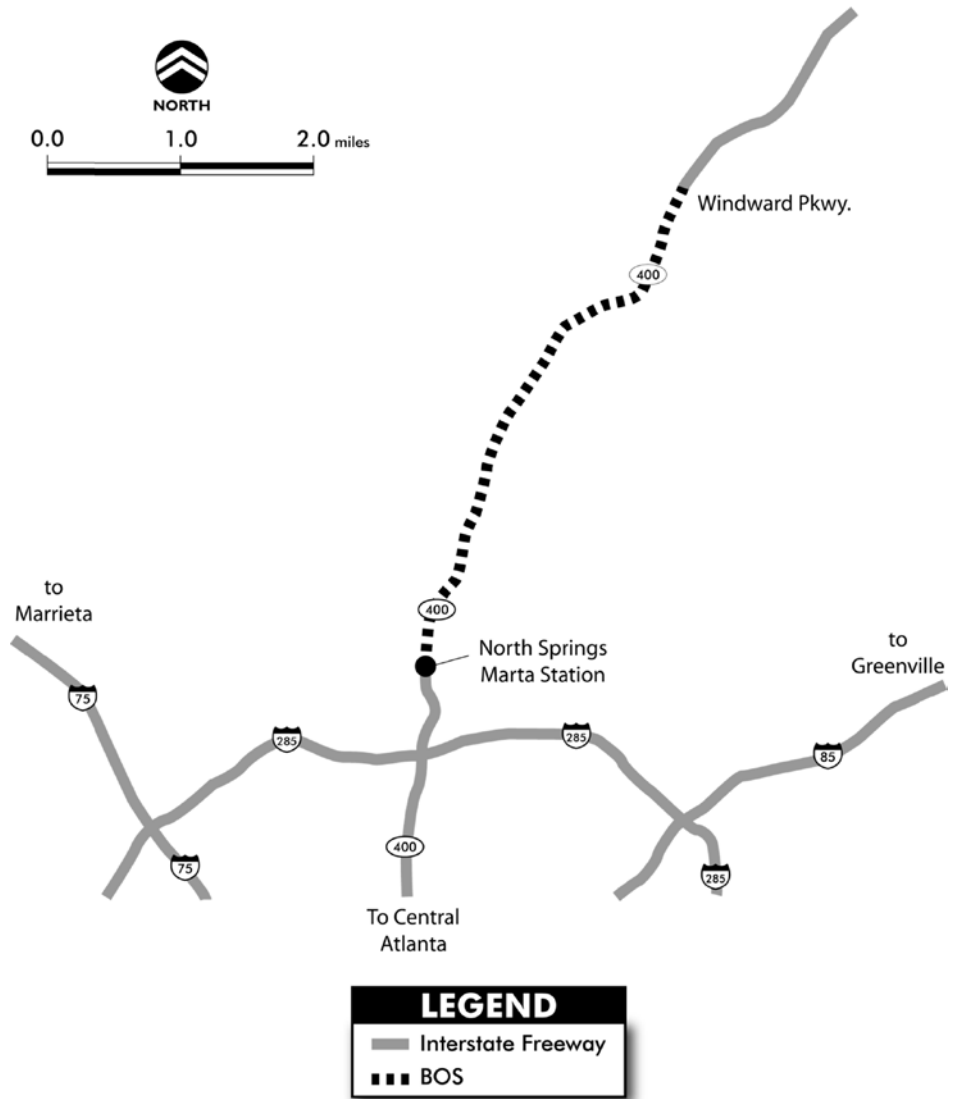 NORTH
0.0 1.0 2.0 miles
Windward Pkwy.
400
400
to
Marrieta
North Springs
Marta Station
to
Greenville
75
285
285
85
75
400
285
To Central
Atlanta
LEGEND
Interstate Freeway
BOS